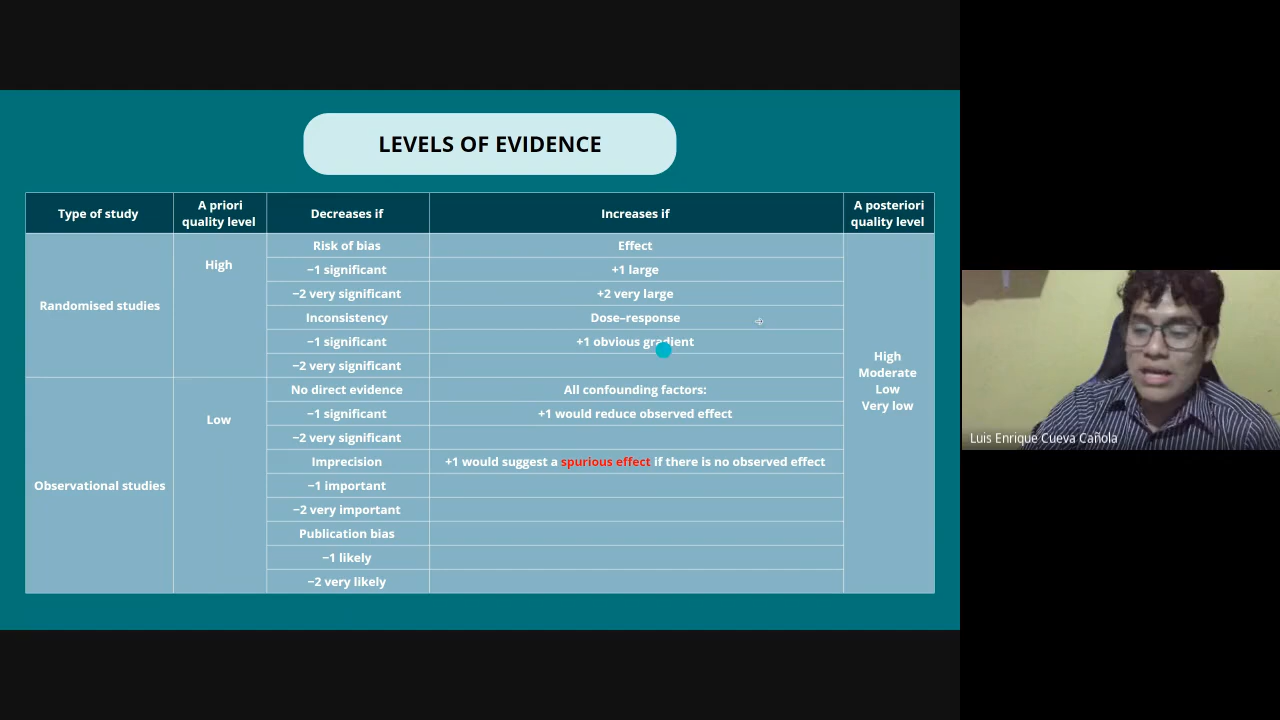 LEVELS OF EVIDENCE
Type of study
A priori
quality level
Decreases if
Increases if
A posteriori
quality level
Randomised studies
High
Risk of bias
Effect
−1 significant
+1 large
−2 very significant
+2 very large
Inconsistency
Dose–response
−1 significant
+1 obvious gradient
−2 very significant
Observational studies
Low
No direct evidence
All confounding factors:
−1 significant
+1 would reduce observed effect
−2 very significant
Imprecision
+1 would suggest a spurious effect if there is no observed effect
−1 important
−2 very important
Publication bias
−1 likely
−2 very likely
High
Moderate
Low
Very low
Luis Enrique Cueva Cañola